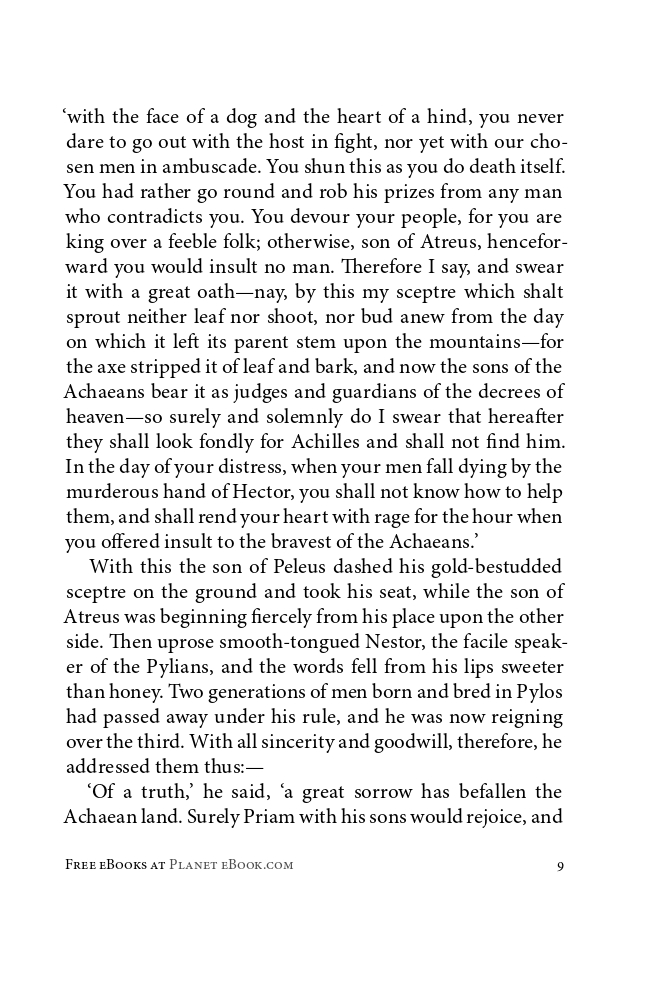 ‘with the face of a dog and the heart of a hind, you never
dare to go out with the host in fight, nor yet with our cho-
sen men in ambuscade. You shun this as you do death itself.
You had rather go round and rob his prizes from any man
who contradicts you. You devour your people, for you are
king over a feeble folk; otherwise, son of Atreus, hencefor-
ward you would insult no man. Therefore I say, and swear
it with a great oath—nay, by this my sceptre which shalt
sprout neither leaf nor shoot, nor bud anew from the day
on which it left its parent stem upon the mountains—for
the axe stripped it of leaf and bark, and now the sons of the
Achaeans bear it as judges and guardians of the decrees of
heaven—so surely and solemnly do I swear that hereafter
they shall look fondly for Achilles and shall not find him.
In the day of your distress, when your men fall dying by the
murderous hand of Hector, you shall not know how to help
them, and shall rend your heart with rage for the hour when
you offered insult to the bravest of the Achaeans.’
With this the son of Peleus dashed his gold-bestudded
sceptre on the ground and took his seat, while the son of
Atreus was beginning fiercely from his place upon the other
side. Then uprose smooth-tongued Nestor, the facile speak-
er of the Pylians, and the words fell from his lips sweeter
than honey. Two generations of men born and bred in Pylos
had passed away under his rule, and he was now reigning
over the third. With all sincerity and goodwill, therefore, he
addressed them thus:—
‘Of a truth,’ he said, ‘a great sorrow has befallen the
Achaean land. Surely Priam with his sons would rejoice, and
Free eBooks at Planet eBook.com 9